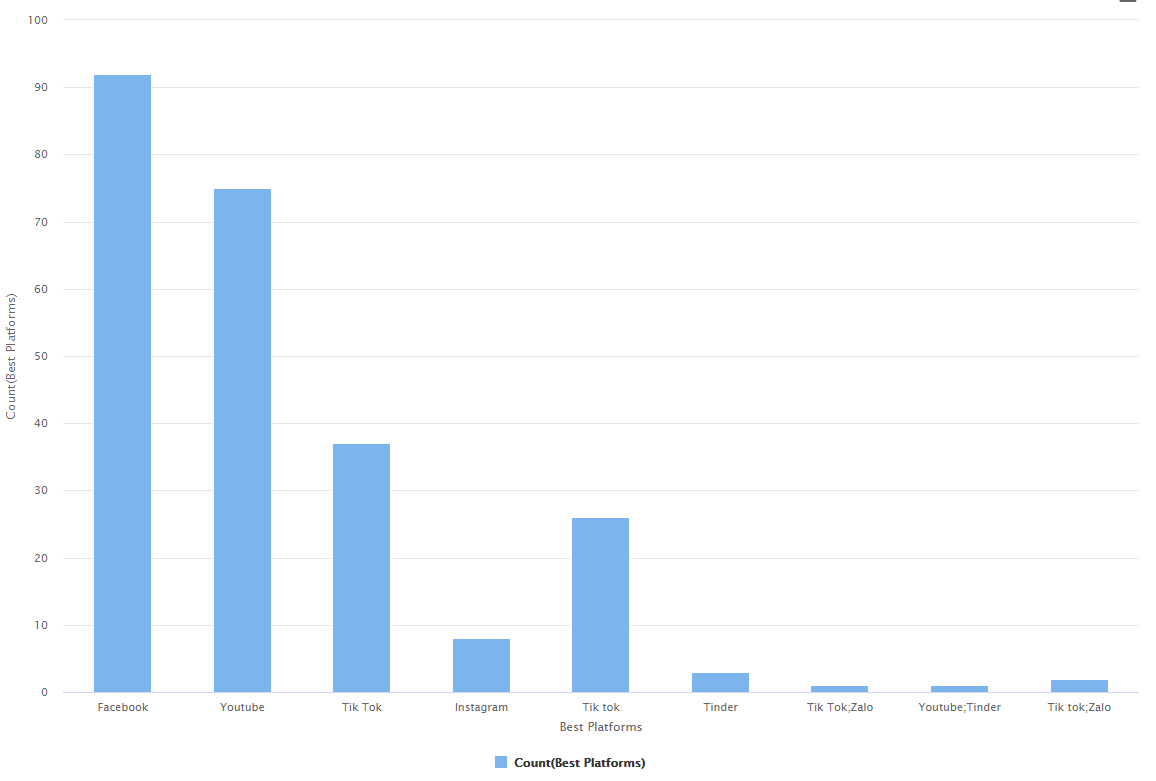 100
90
80
70
60
50
40
30
20
10
0
Count(Best Platforms)
Facebook Youtube Tik Tok Instagram Tik tok Tinder Tik Tok;Zalo Youtube;Tinder Tik tok;Zalo
Best Platforms
Count(Best Platforms)